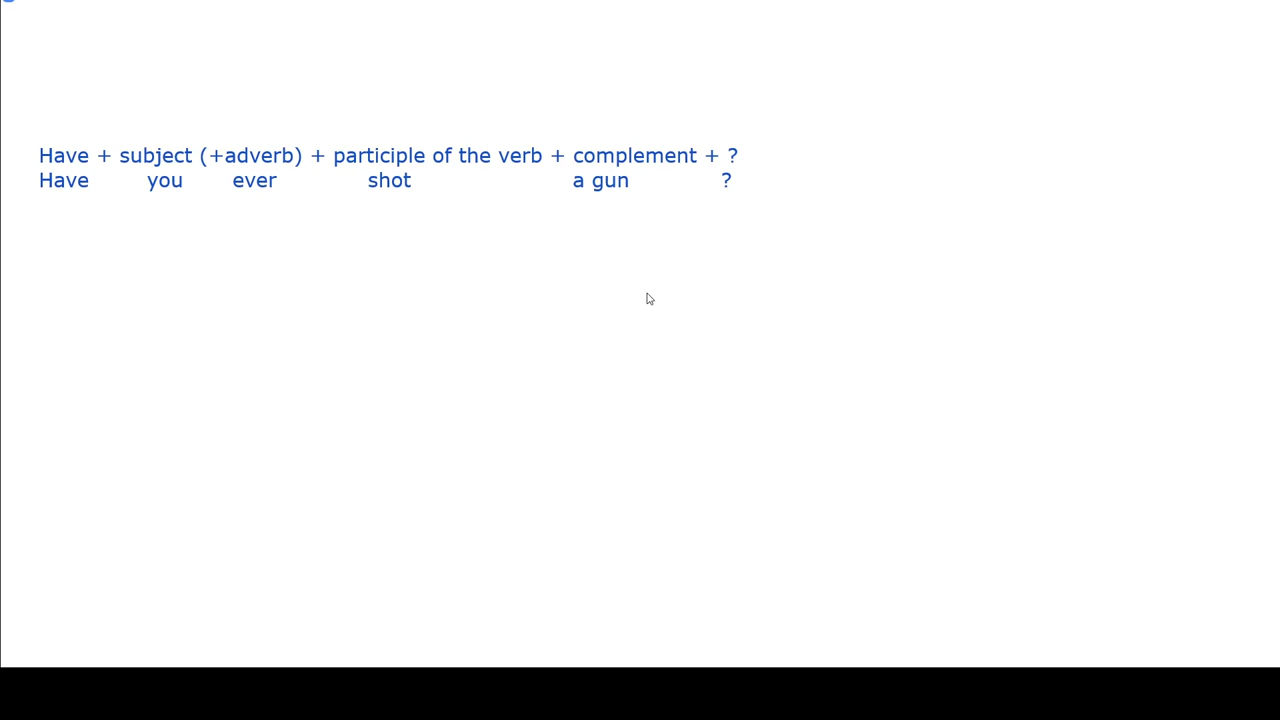 Have + subject (+adverb) + participle of the verb + complement + ?
Have you ever shot a gun ?